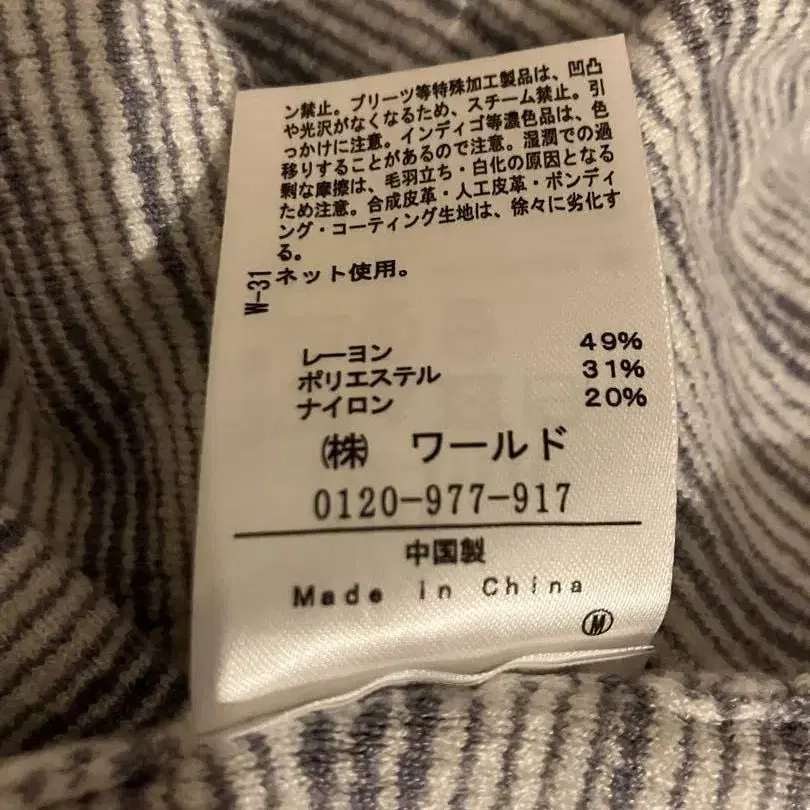 ン禁止。プリーツ等特殊加工製品は、凹凸
や光沢がなくなるため、スチーム禁止。引
っかけに注意。インディゴ等濃色品は、色
移りすることがあるので注意。湿潤での過
剰な摩擦は、毛羽立ち・白化の原因となる
ため注意。合成皮革・人工皮革・ボンディ
ング・コーティング生地は、徐々に劣化す
る。
W-31
ネット使用。
レーヨン 49%
ポリエステル 31%
ナイロン 20%
㈱ ワールド
0120-977-917
中国製
Made in China
Ⓜ